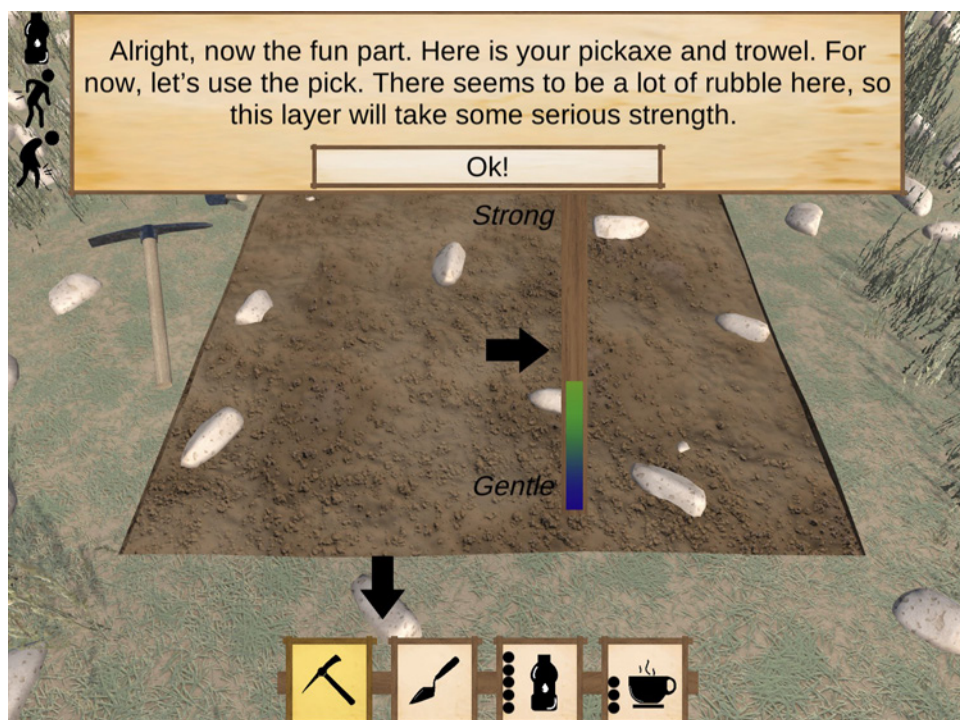 Alright, now the fun part. Here is your pickaxe and trowel. For
now, let's use the pick. There seems to be a lot of rubble here, so
this layer will take some serious strength.
Ok!
Strong
Gentle